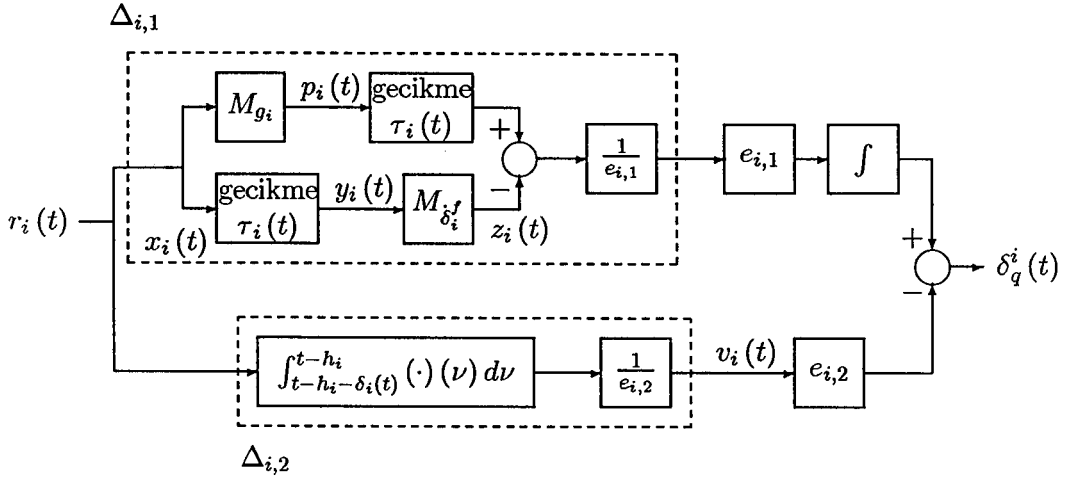 Δ_{i,1}
M_{g_i}
p_i(t)
gecikme
τ_i(t)
+
−
1/e_{i,1}
e_{i,1}
∫
r_i(t)
x_i(t)
gecikme
τ_i(t)
y_i(t)
M_{δ̇_i^f}
z_i(t)
+
−
δ_q^i(t)
∫_{t−h_i−δ_i(t)}^{t−h_i} (·)(ν) dν
1/e_{i,2}
v_i(t)
e_{i,2}
Δ_{i,2}